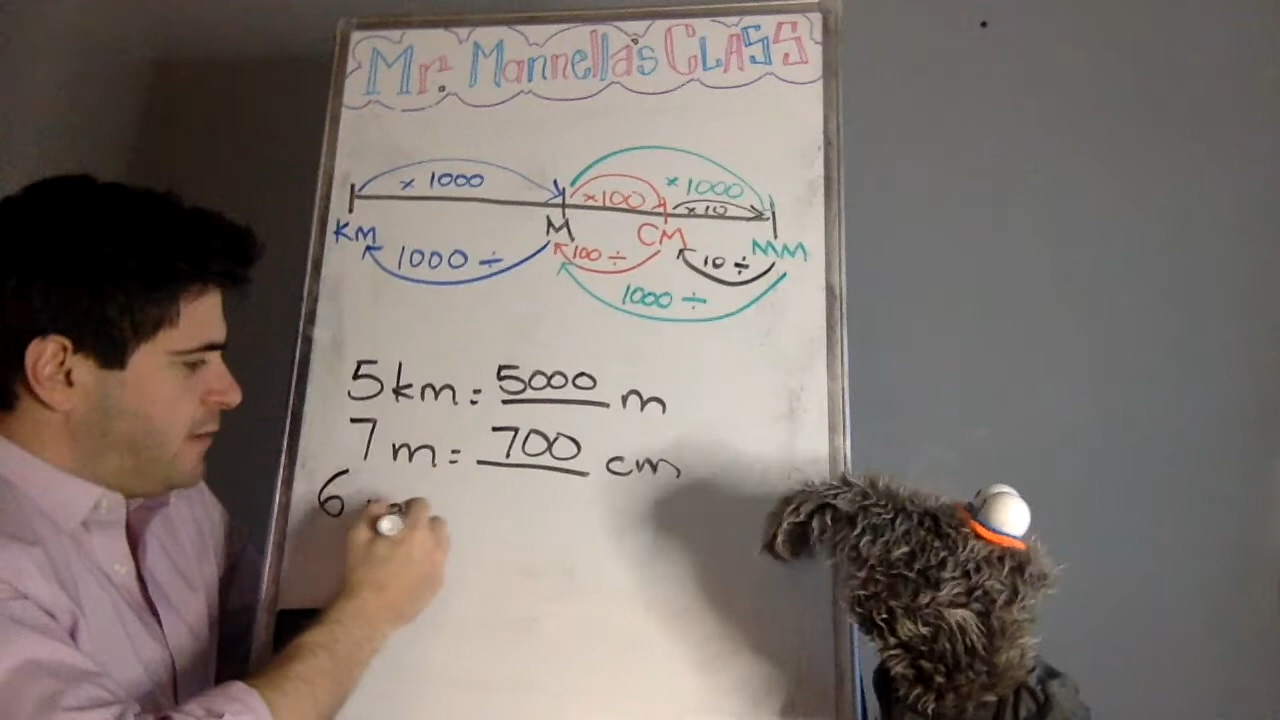 Mr. Mannella's CLASS
× 1000
×100
×1000
×10
KM
M
CM
MM
1000 ÷
100 ÷
10 ÷
1000 ÷
5 km = 5000 m
7 m = 700 cm
6